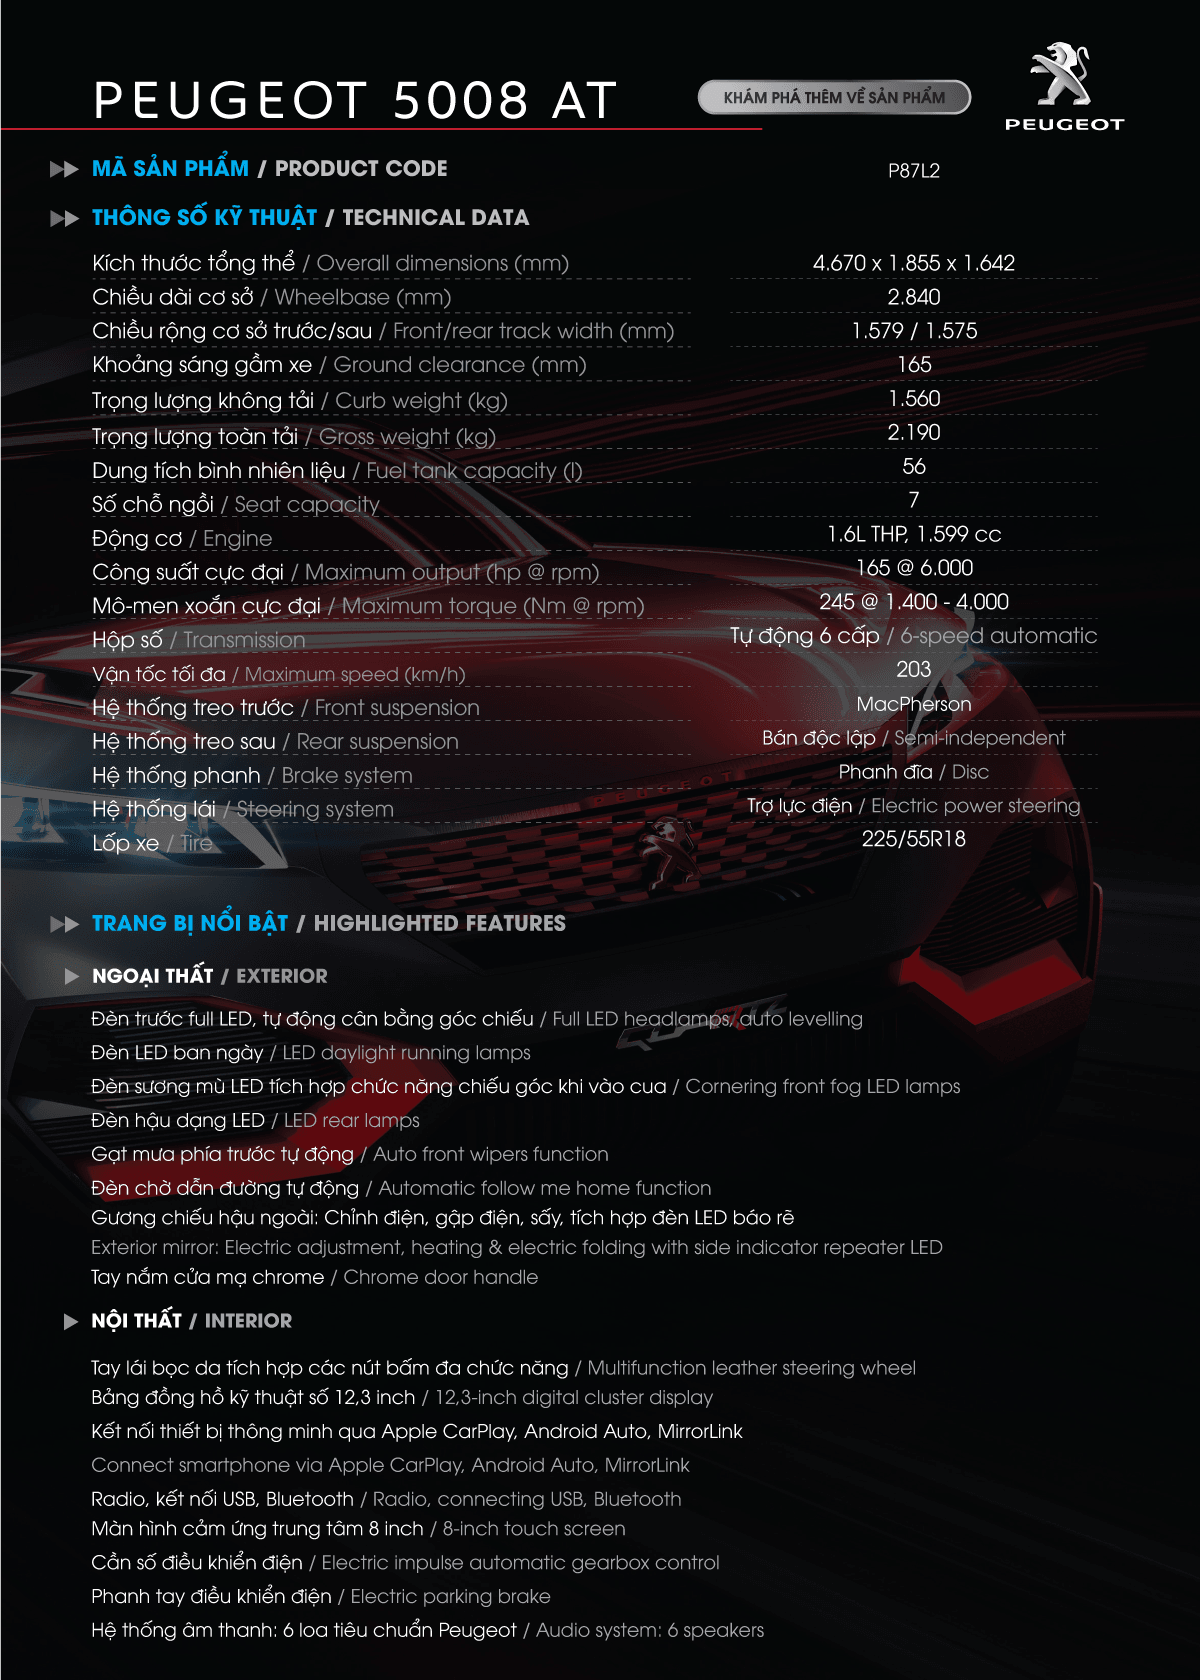 PEUGEOT 5008 AT
KHÁM PHÁ THÊM VỀ SẢN PHẨM
PEUGEOT
MÃ SẢN PHẨM / PRODUCT CODE P87L2
THÔNG SỐ KỸ THUẬT / TECHNICAL DATA
Kích thước tổng thể / Overall dimensions (mm) 4.670 x 1.855 x 1.642
Chiều dài cơ sở / Wheelbase (mm) 2.840
Chiều rộng cơ sở trước/sau / Front/rear track width (mm) 1.579 / 1.575
Khoảng sáng gầm xe / Ground clearance (mm) 165
Trọng lượng không tải / Curb weight (kg) 1.560
Trọng lượng toàn tải / Gross weight (kg) 2.190
Dung tích bình nhiên liệu / Fuel tank capacity (l) 56
Số chỗ ngồi / Seat capacity 7
Động cơ / Engine 1.6L THP, 1.599 cc
Công suất cực đại / Maximum output (hp @ rpm) 165 @ 6.000
Mô-men xoắn cực đại / Maximum torque (Nm @ rpm) 245 @ 1.400 - 4.000
Hộp số / Transmission Tự động 6 cấp / 6-speed automatic
Vận tốc tối đa / Maximum speed (km/h) 203
Hệ thống treo trước / Front suspension MacPherson
Hệ thống treo sau / Rear suspension Bán độc lập / Semi-independent
Hệ thống phanh / Brake system Phanh đĩa / Disc
PEUGEOT
Hệ thống lái / Steering system Trợ lực điện / Electric power steering
Lốp xe / Tire 225/55R18
TRANG BỊ NỔI BẬT / HIGHLIGHTED FEATURES
NGOẠI THẤT / EXTERIOR
Đèn trước full LED, tự động cân bằng góc chiếu / Full LED headlamps, auto levelling
Đèn LED ban ngày / LED daylight running lamps
Đèn sương mù LED tích hợp chức năng chiếu góc khi vào cua / Cornering front fog LED lamps
Đèn hậu dạng LED / LED rear lamps
Gạt mưa phía trước tự động / Auto front wipers function
Đèn chờ dẫn đường tự động / Automatic follow me home function
Gương chiếu hậu ngoài: Chỉnh điện, gập điện, sấy, tích hợp đèn LED báo rẽ
Exterior mirror: Electric adjustment, heating & electric folding with side indicator repeater LED
Tay nắm cửa mạ chrome / Chrome door handle
NỘI THẤT / INTERIOR
Tay lái bọc da tích hợp các nút bấm đa chức năng / Multifunction leather steering wheel
Bảng đồng hồ kỹ thuật số 12,3 inch / 12,3-inch digital cluster display
Kết nối thiết bị thông minh qua Apple CarPlay, Android Auto, MirrorLink
Connect smartphone via Apple CarPlay, Android Auto, MirrorLink
Radio, kết nối USB, Bluetooth / Radio, connecting USB, Bluetooth
Màn hình cảm ứng trung tâm 8 inch / 8-inch touch screen
Cần số điều khiển điện / Electric impulse automatic gearbox control
Phanh tay điều khiển điện / Electric parking brake
Hệ thống âm thanh: 6 loa tiêu chuẩn Peugeot / Audio system: 6 speakers